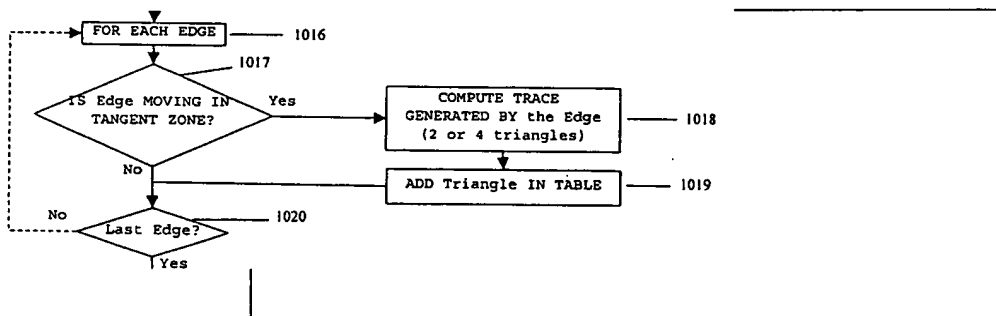 FOR EACH EDGE
1016
1017
IS Edge MOVING IN
TANGENT ZONE?
Yes
COMPUTE TRACE
GENERATED BY the Edge
(2 or 4 triangles)
1018
No
ADD Triangle IN TABLE
1019
No
1020
Last Edge?
Yes